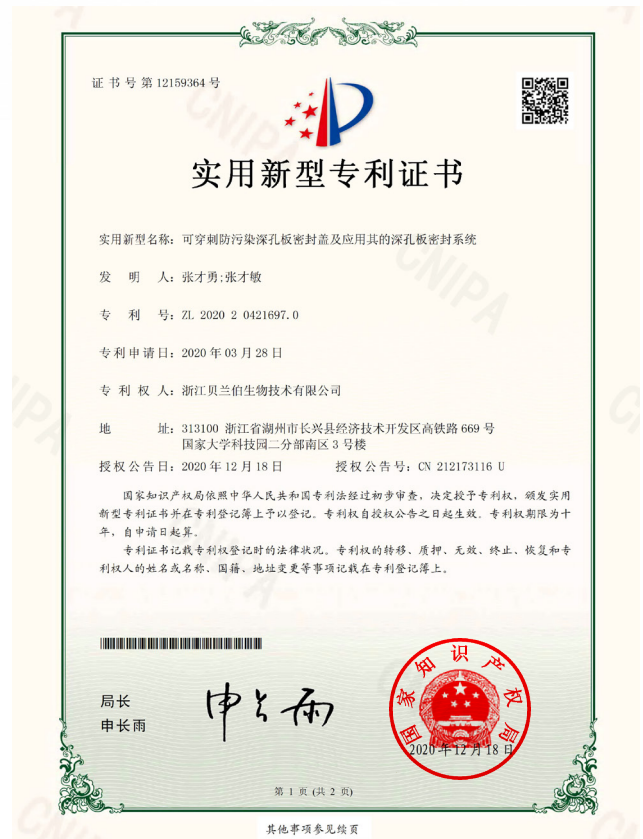 证书号第12159364号
实用新型专利证书
实用新型名称：可穿刺防污染深孔板密封盖及应用其的深孔板密封系统
发明人：张才勇;张才敏
专利号：ZL 2020 2 0421697.0
专利申请日：2020年03月28日
专利权人：浙江贝兰伯生物技术有限公司
地址：313100 浙江省湖州市长兴县经济技术开发区高铁路669号
国家大学科技园二分部南区3号楼
授权公告日：2020年12月18日 授权公告号：CN 212173116 U
国家知识产权局依照中华人民共和国专利法经过初步审查，决定授予专利权，颁发实用
新型专利证书并在专利登记簿上予以登记。专利权自授权公告之日起生效。专利权期限为十
年，自申请日起算。
专利证书记载专利权登记时的法律状况。专利权的转移、质押、无效、终止、恢复和专
利权人的姓名或名称、国籍、地址变更等事项记载在专利登记簿上。
局长
申长雨
申长雨
国家知识产权局
2020年12月18日
第1页(共2页)
其他事项参见续页
CNIPA
CNIPA
CNIPA
CNIPA